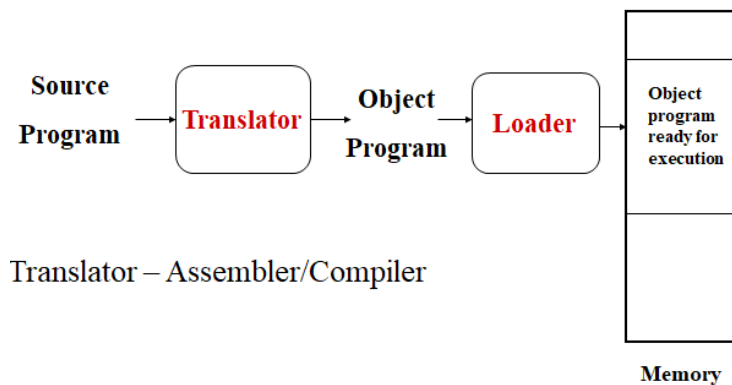 Source
Program
Translator
Object
Program
Loader
Object
program
ready for
execution
Translator – Assembler/Compiler
Memory